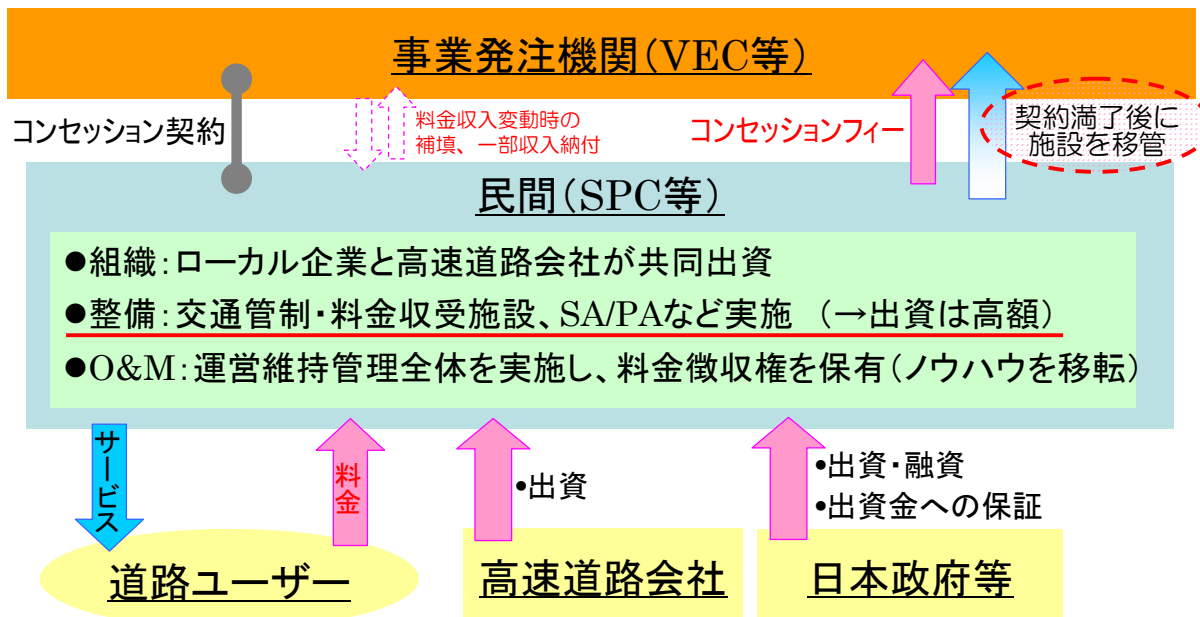 事業発注機関(VEC等)
コンセッション契約
料金収入変動時の
補填、一部収入納付
コンセッションフィー
契約満了後に
施設を移管
民間(SPC等)
●組織:ローカル企業と高速道路会社が共同出資
●整備:交通管制・料金収受施設、SA/PAなど実施 (→出資は高額)
●O&M:運営維持管理全体を実施し、料金徴収権を保有(ノウハウを移転)
サービス
料金
•出資
•出資・融資
•出資金への保証
道路ユーザー
高速道路会社
日本政府等